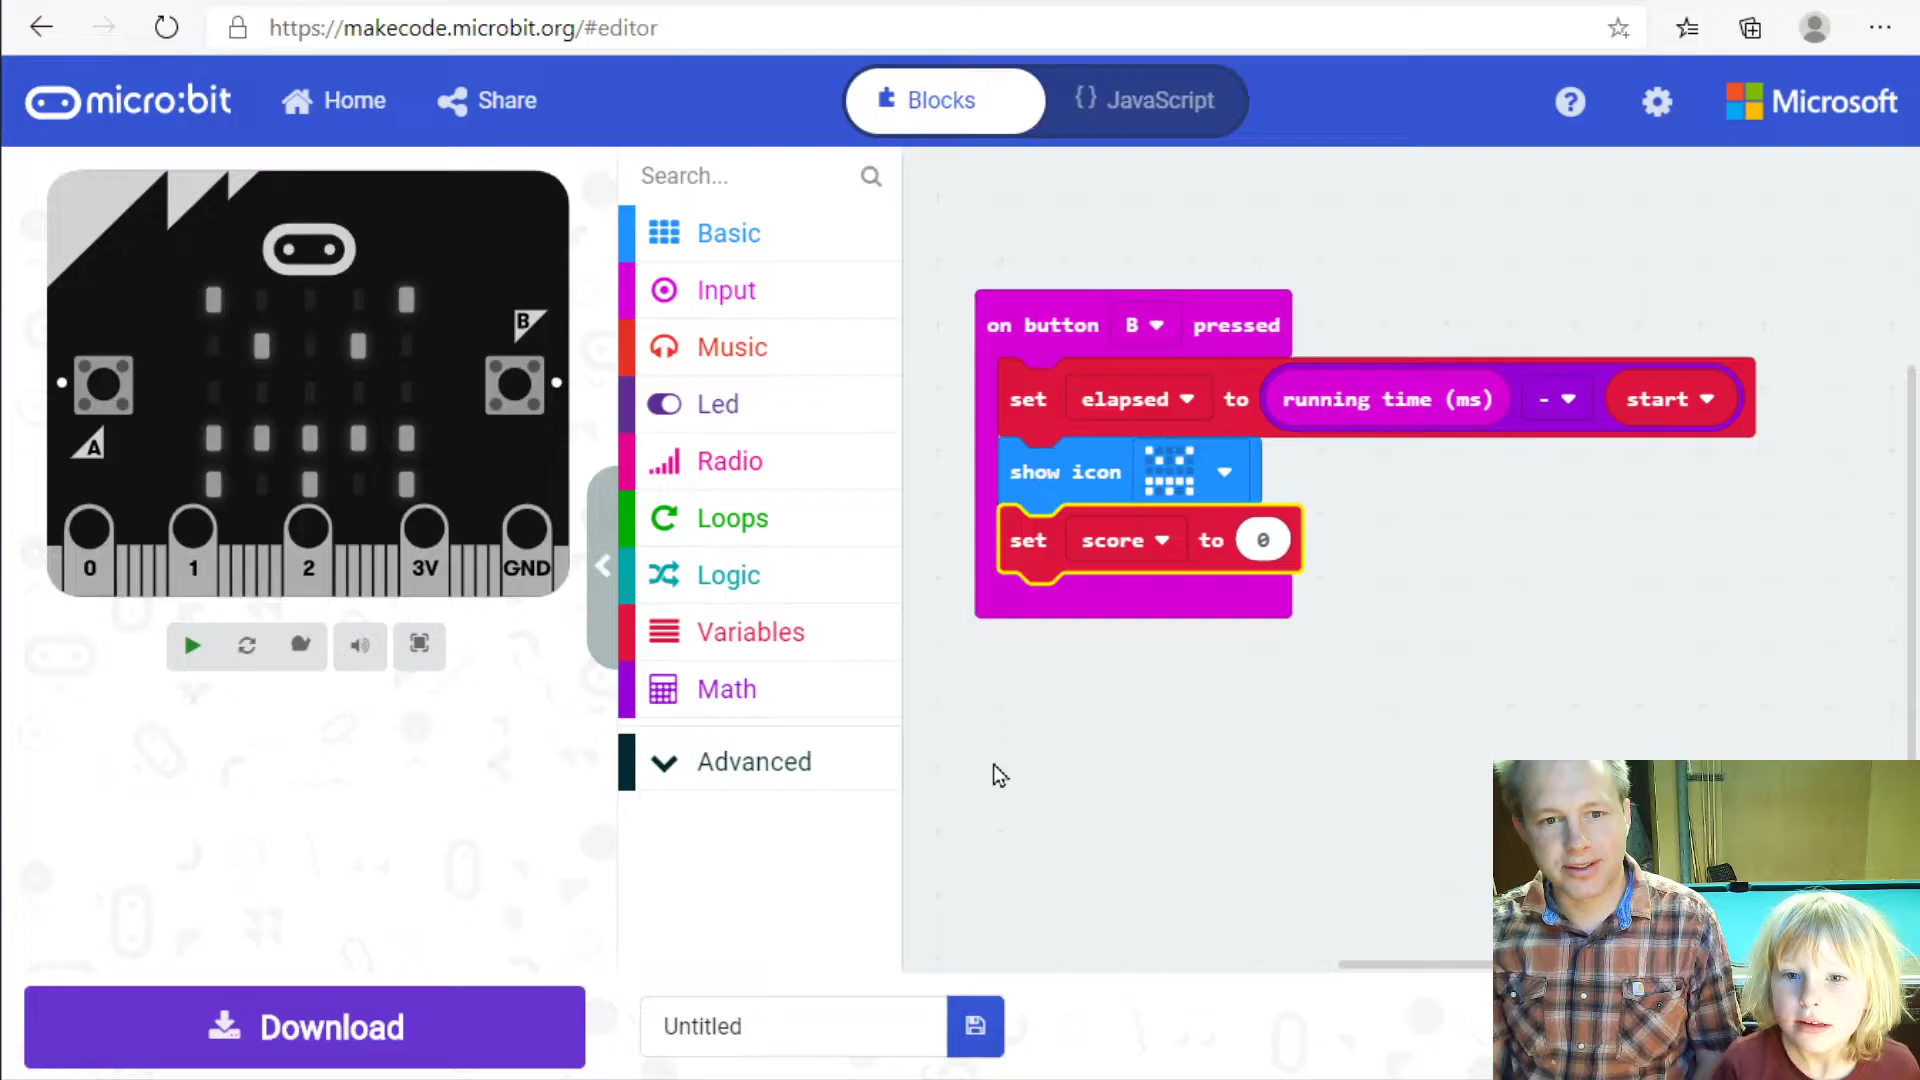 https://makecode.microbit.org/#editor
micro:bit
Home
Share
Blocks
{} JavaScript
?
Microsoft
Search...
Basic
Input
Music
Led
Radio
Loops
Logic
Variables
Math
Advanced
B
A
0 1 2 3V GND
on button B pressed
set elapsed to running time (ms) - start
show icon
set score to 0
Download
Untitled